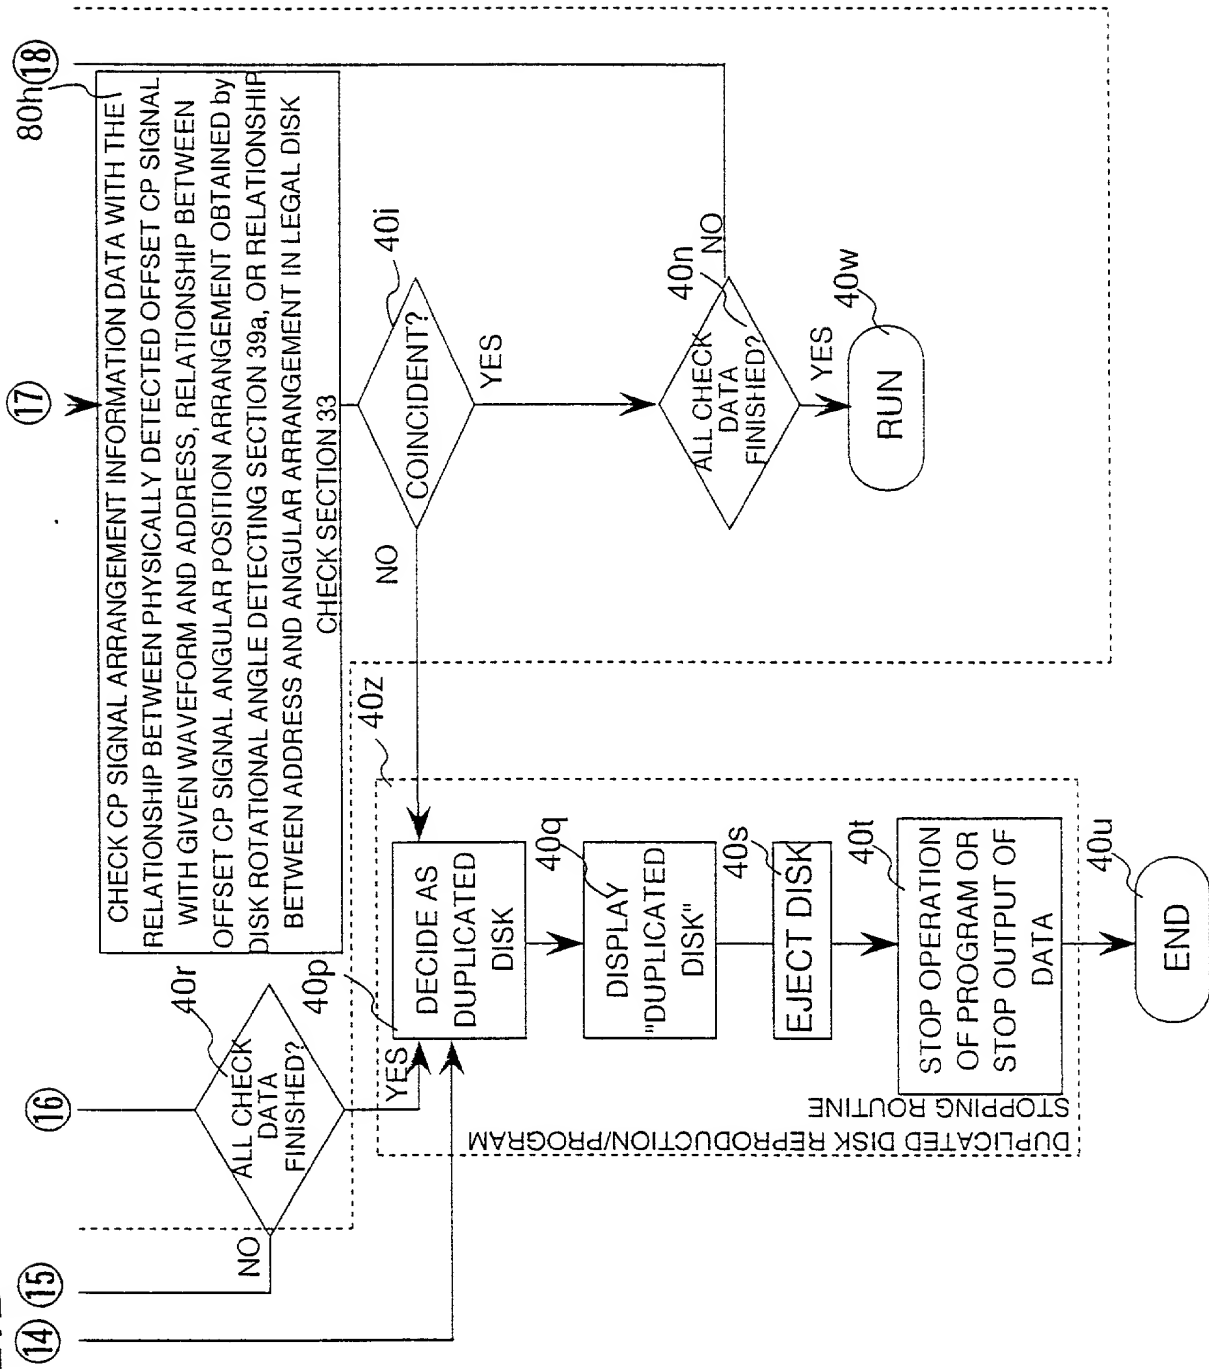 14
15
16
17
18
80h
CHECK CP SIGNAL ARRANGEMENT INFORMATION DATA WITH THE
RELATIONSHIP BETWEEN PHYSICALLY DETECTED OFFSET CP SIGNAL
WITH GIVEN WAVEFORM AND ADDRESS, RELATIONSHIP BETWEEN
OFFSET CP SIGNAL ANGULAR POSITION ARRANGEMENT OBTAINED by
DISK ROTATIONAL ANGLE DETECTING SECTION 39a, OR RELATIONSHIP
BETWEEN ADDRESS AND ANGULAR ARRANGEMENT IN LEGAL DISK
CHECK SECTION 33
40r
ALL CHECK
DATA
FINISHED?
NO
YES
40i
COINCIDENT?
NO
YES
40n
ALL CHECK
DATA
FINISHED?
NO
YES
40w
RUN
40z
40p
DECIDE AS
DUPLICATED
DISK
40q
DISPLAY
"DUPLICATED
DISK"
40s
EJECT DISK
40t
STOP OPERATION
OF PROGRAM OR
STOP OUTPUT OF
DATA
DUPLICATED DISK REPRODUCTION/PROGRAM
STOPPING ROUTINE
40u
END